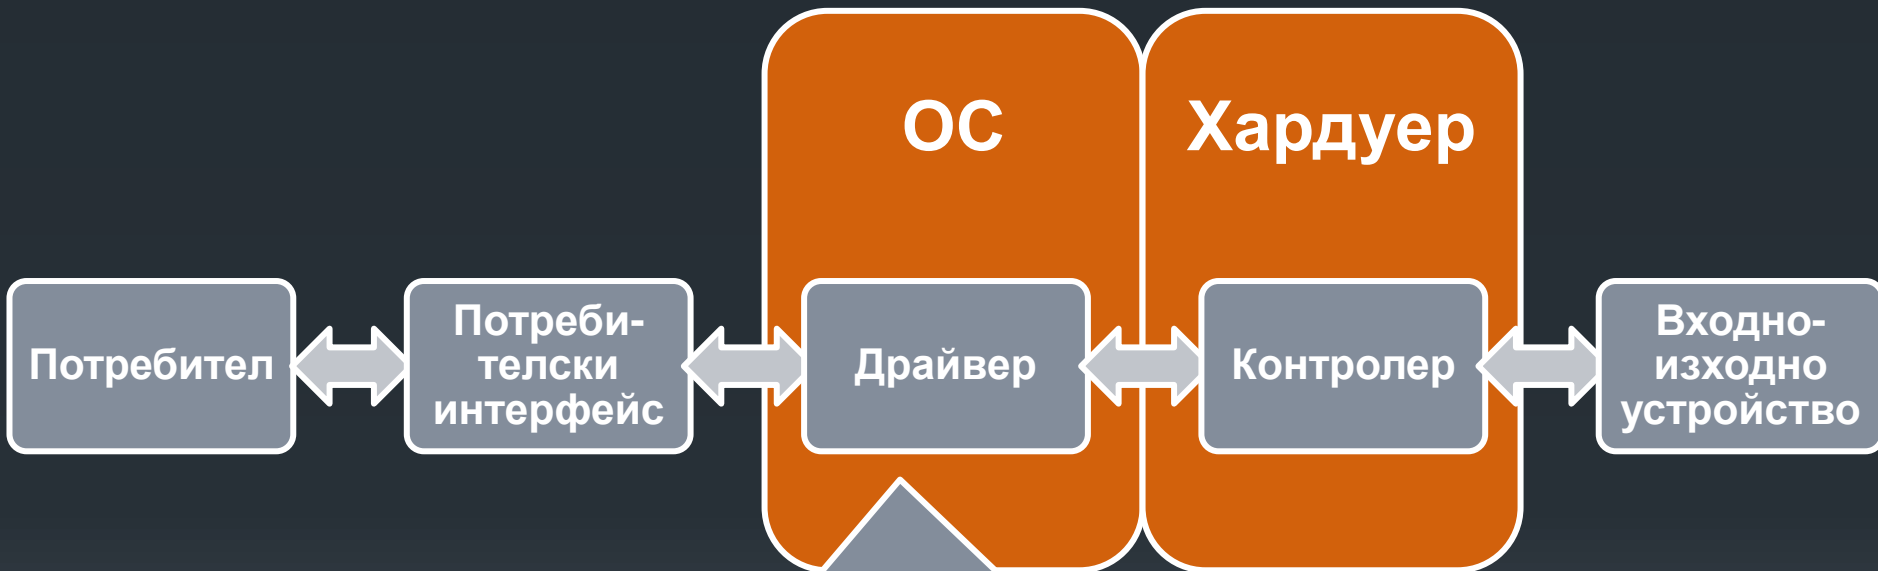 ОС
Хардуер
Потребител
Потреби-
телски
интерфейс
Драйвер
Контролер
Входно-
изходно
устройство